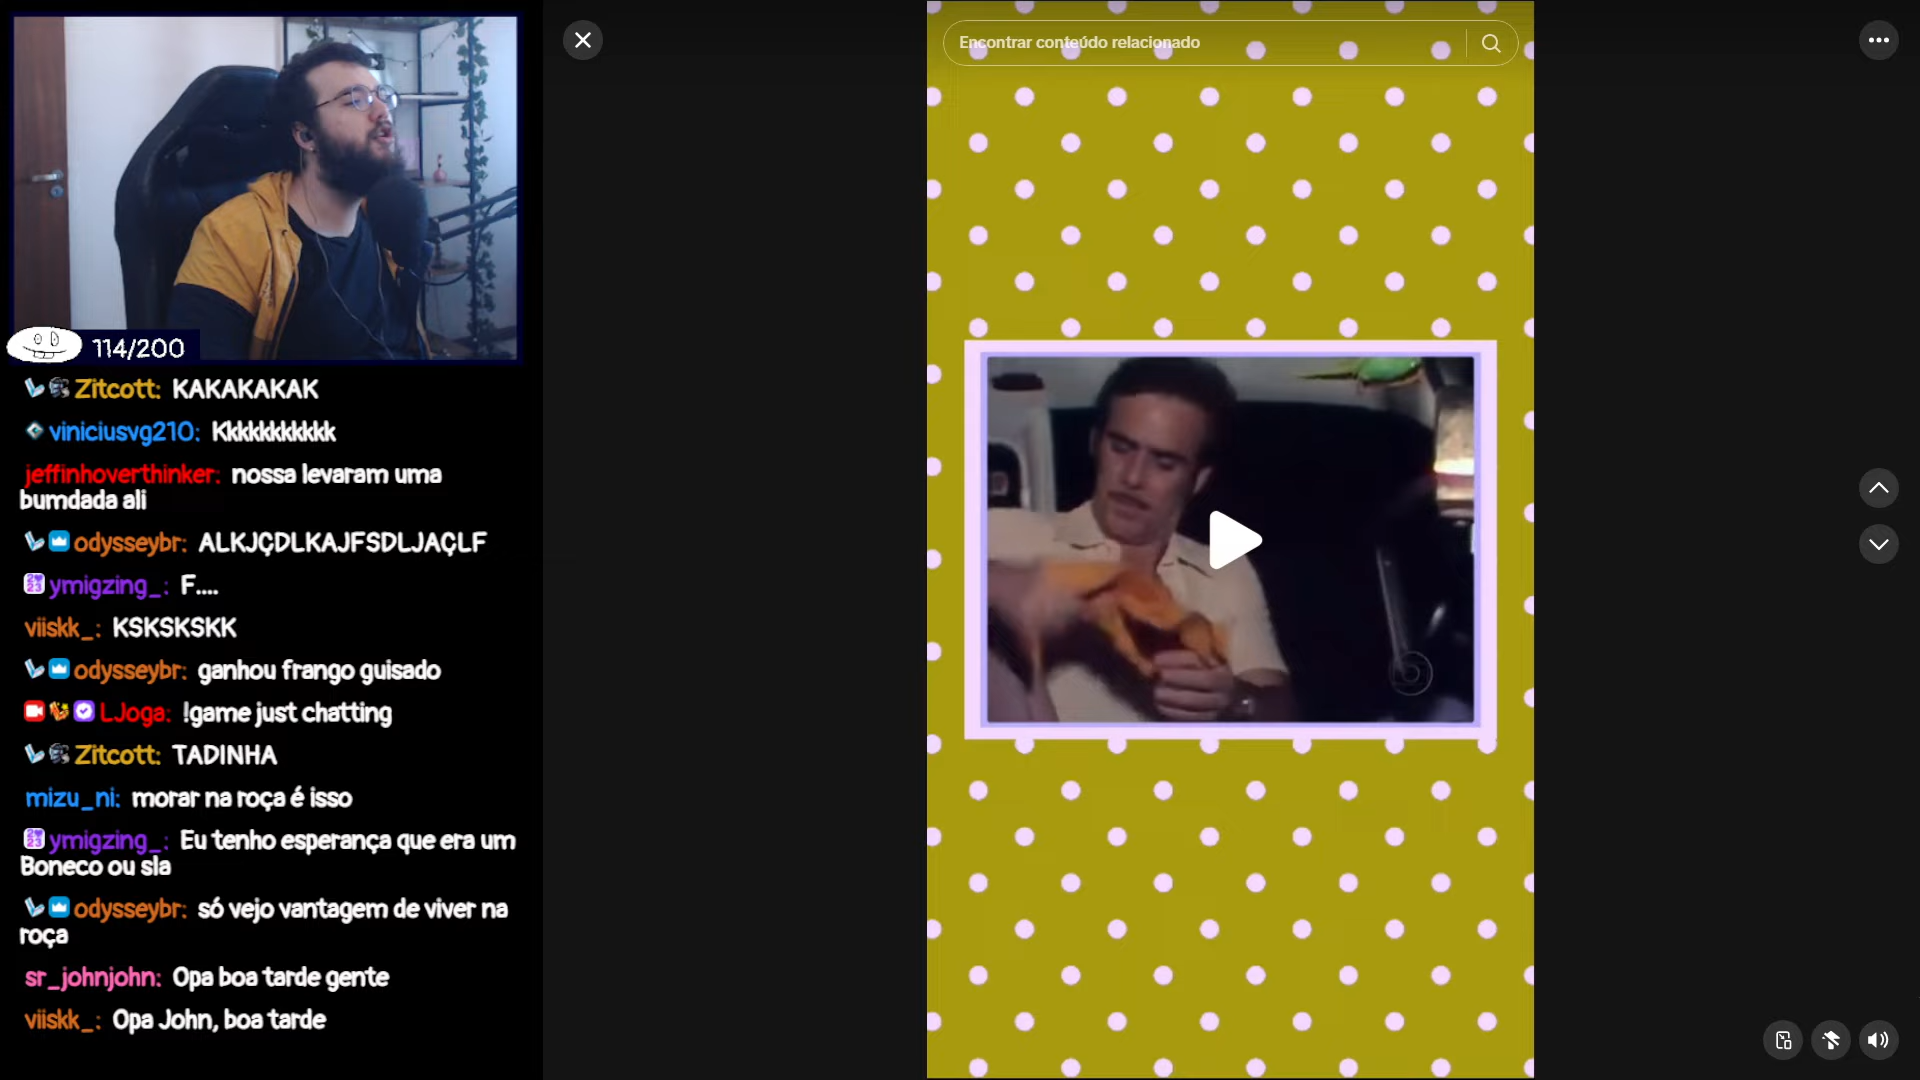 Encontrar conteúdo relacionado
114/200
Zitcott: KAKAKAKAK
viniciusvg210: Kkkkkkkkkkk
jeffinhoverthinker: nossa levaram uma
bumdada ali
odysseybr: ALKJÇDLKAJFSDLJAÇLF
ymigzing_: F....
viiskk_: KSKSKSKK
odysseybr: ganhou frango guisado
LJoga: !game just chatting
Zitcott: TADINHA
mizu_ni: morar na roça é isso
ymigzing_: Eu tenho esperança que era um
Boneco ou sla
odysseybr: só vejo vantagem de viver na
roça
sr_johnjohn: Opa boa tarde gente
viiskk_: Opa John, boa tarde